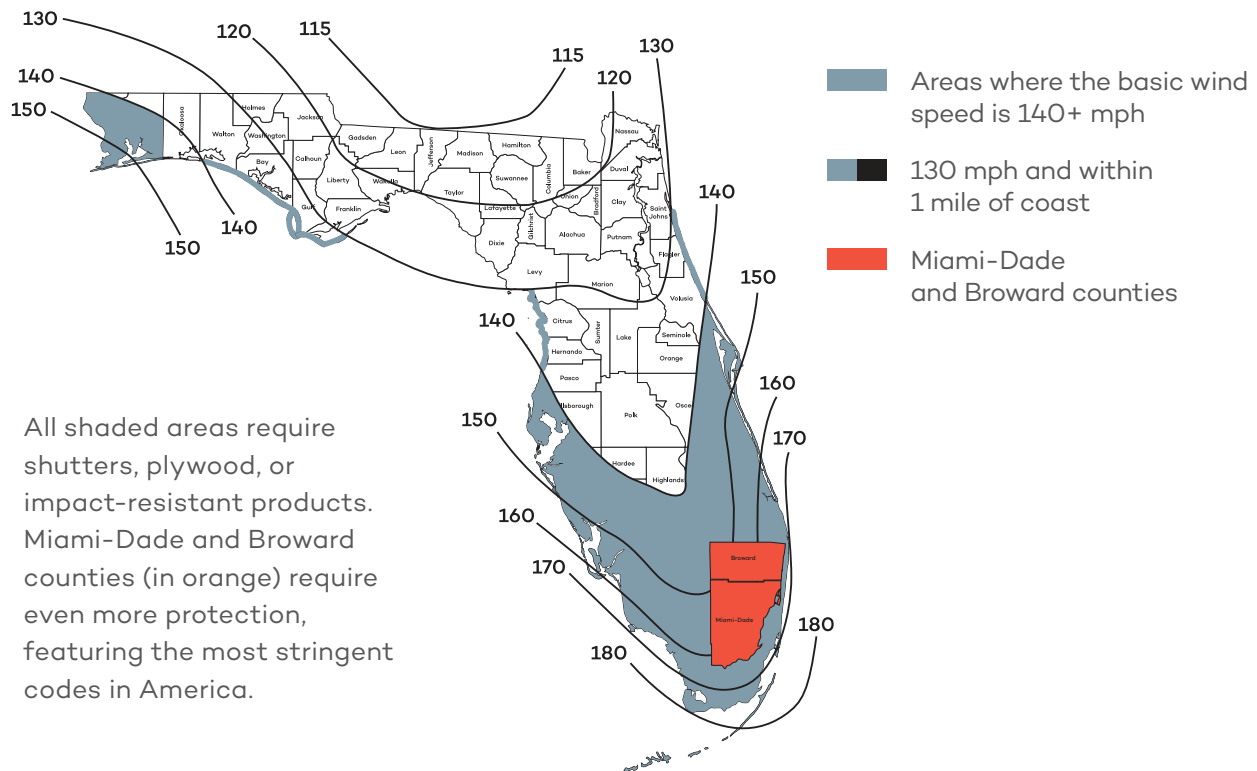 130
120
115
115
130
120
140
150
Holmes
Jackson
Okaloosa
Walton
Washington
Gadsden
Leon
Jefferson
Madison
Hamilton
Nassau
Bay
Calhoun
Liberty
Wakulla
Taylor
Suwannee
Columbia
Baker
Duval
Union
Bradford
Clay
Saint
Johns
Gulf
Franklin
Lafayette
Gilchrist
Dixie
Alachua
Putnam
Flagler
140
150
140
Levy
Marion
Volusia
150
140
Citrus
Sumter
Lake
Seminole
Hernando
Orange
Pasco
160
llsborough
Polk
Osce
150
170
Hardee
Highlands
160
170
Broward
Miami-Dade
180
180
Areas where the basic wind
speed is 140+ mph
130 mph and within
1 mile of coast
Miami-Dade
and Broward counties
All shaded areas require
shutters, plywood, or
impact-resistant products.
Miami-Dade and Broward
counties (in orange) require
even more protection,
featuring the most stringent
codes in America.